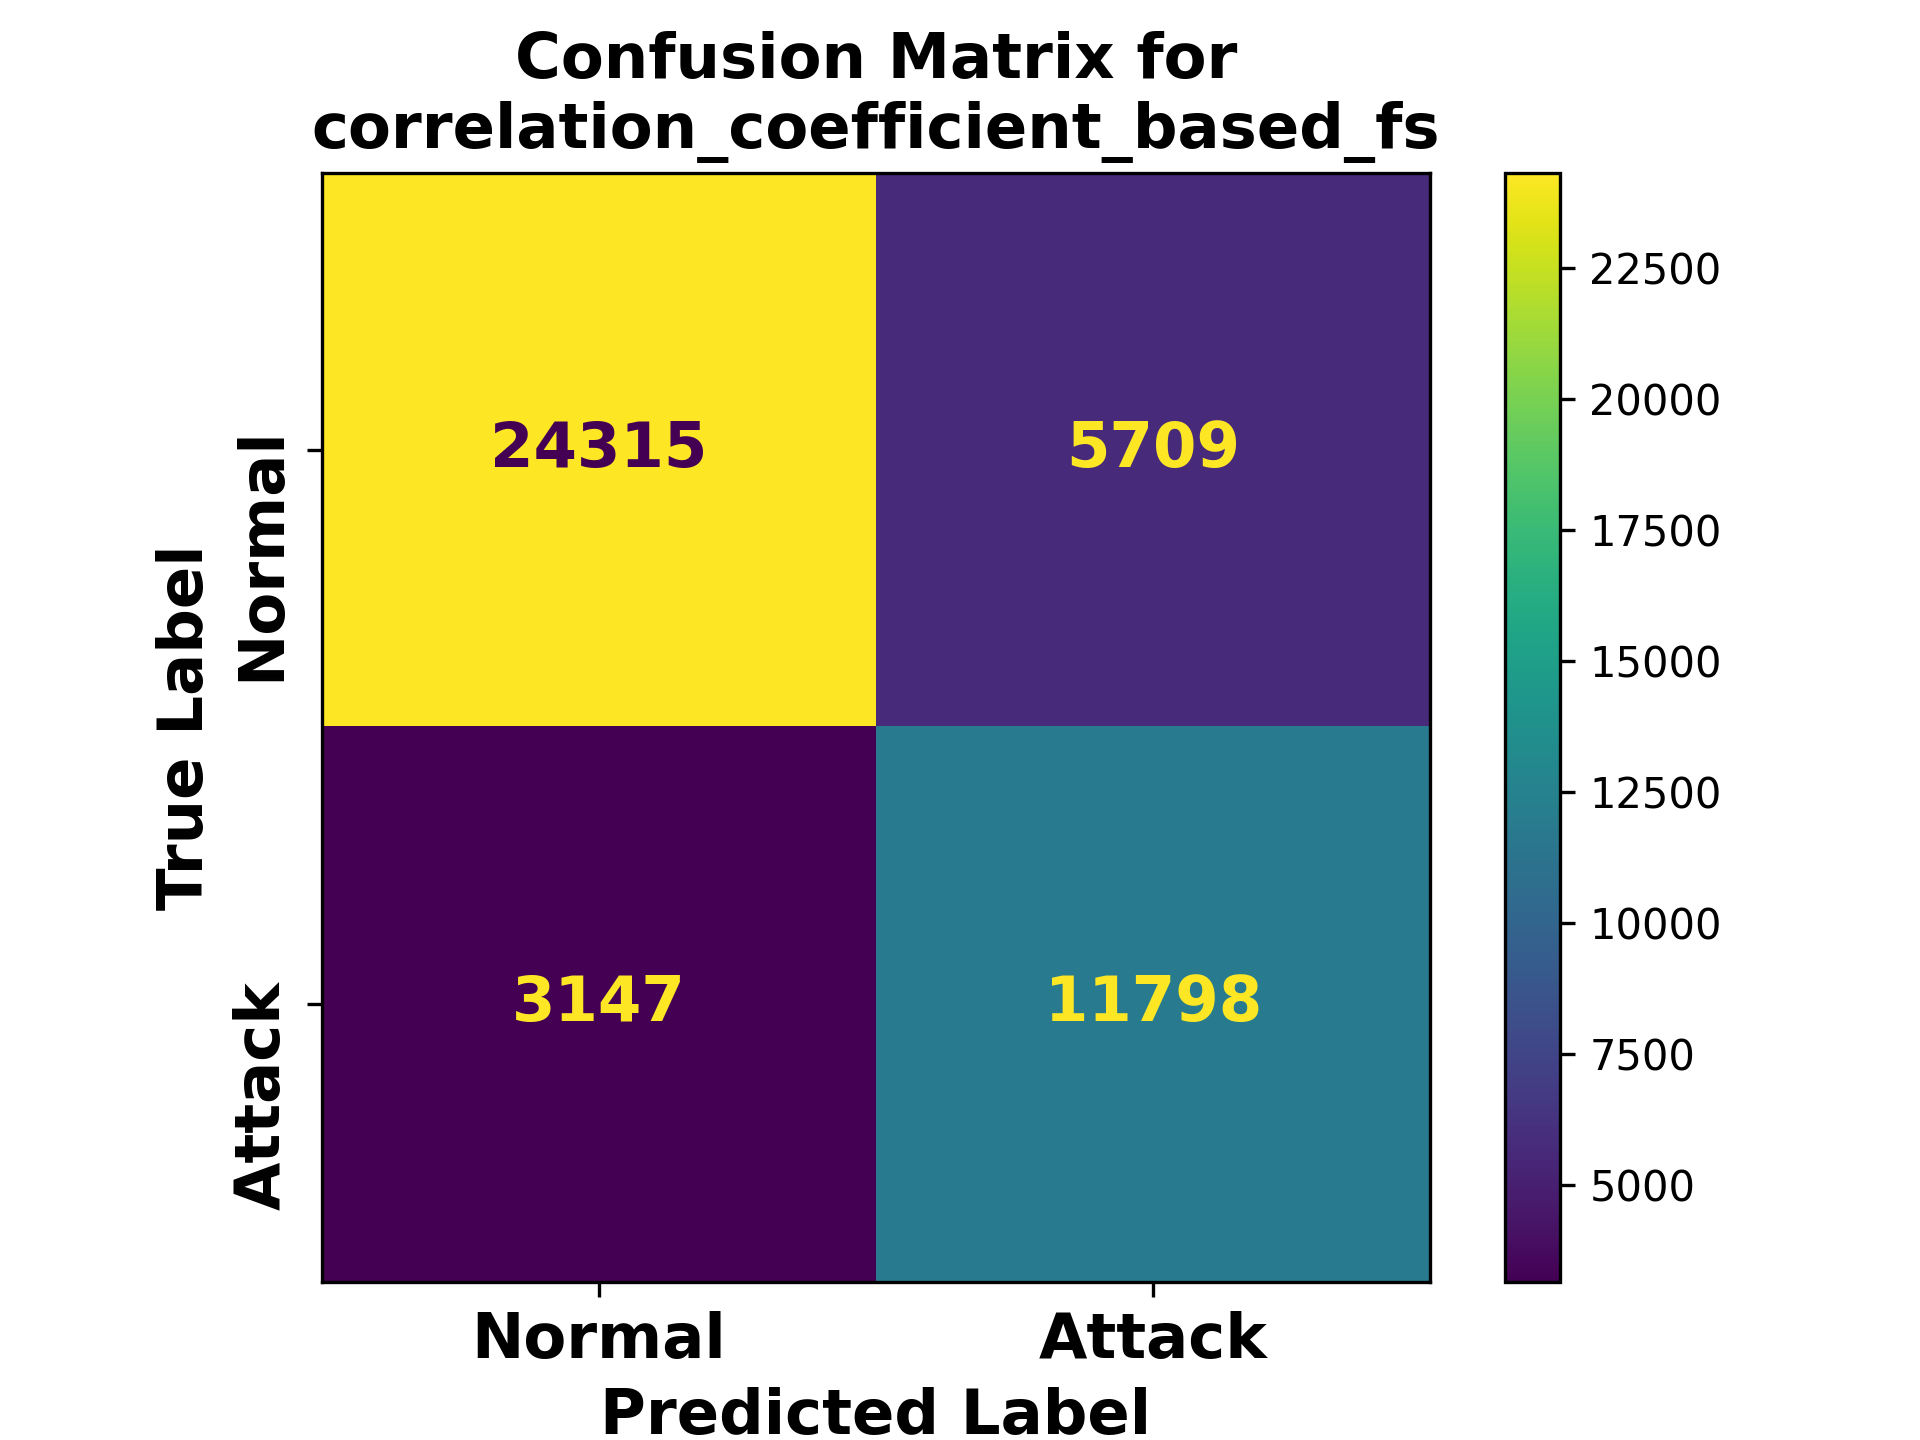 Confusion Matrix for
correlation_coefficient_based_fs
True Label
Normal
Attack
24315
5709
3147
11798
Normal
Attack
Predicted Label
22500
20000
17500
15000
12500
10000
7500
5000